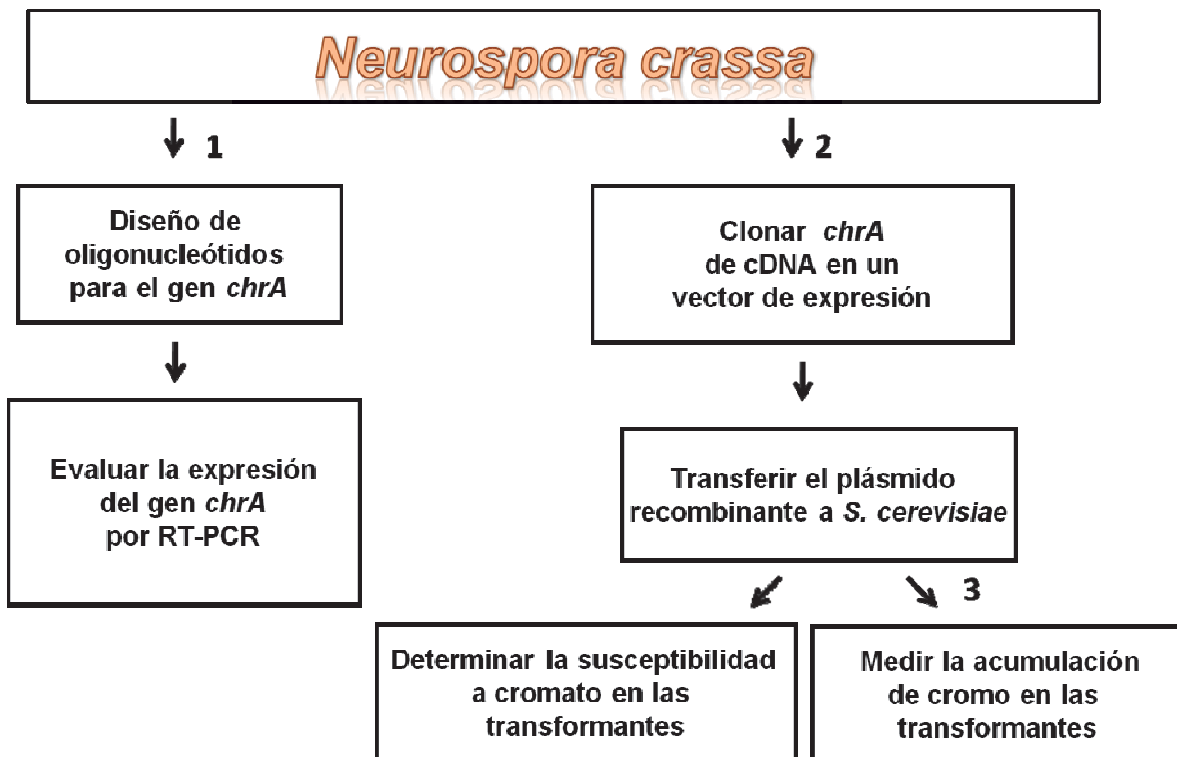 Neurospora crassa
1
2
Diseño de
oligonucleótidos
para el gen chrA
Clonar chrA
de cDNA en un
vector de expresión
Evaluar la expresión
del gen chrA
por RT-PCR
Transferir el plásmido
recombinante a S. cerevisiae
3
Determinar la susceptibilidad
a cromato en las
transformantes
Medir la acumulación
de cromo en las
transformantes